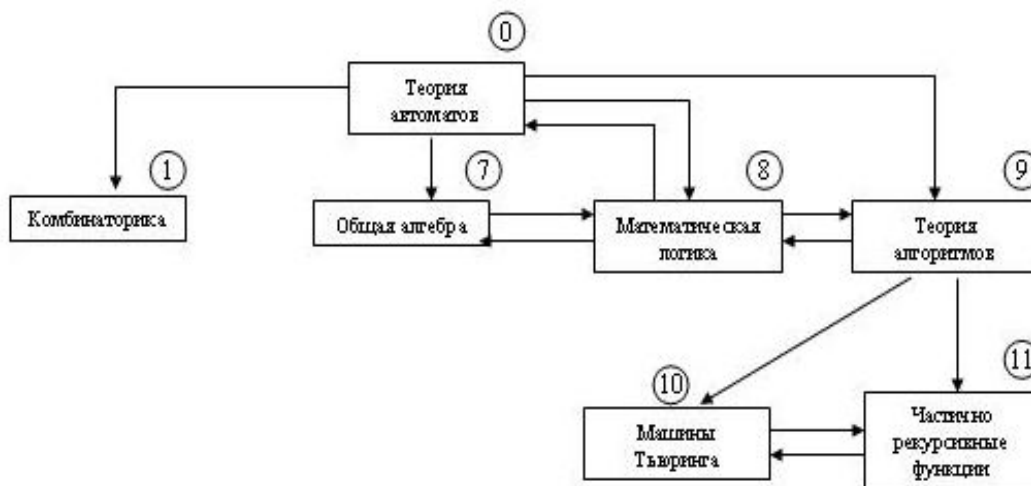 0
Теория
автоматов
1
7
8
9
Комбинаторика
Общая алгебра
Математическая
логика
Теория
алгоритмов
10
11
Машины
Тьюринга
Частично
рекурсивные
функции